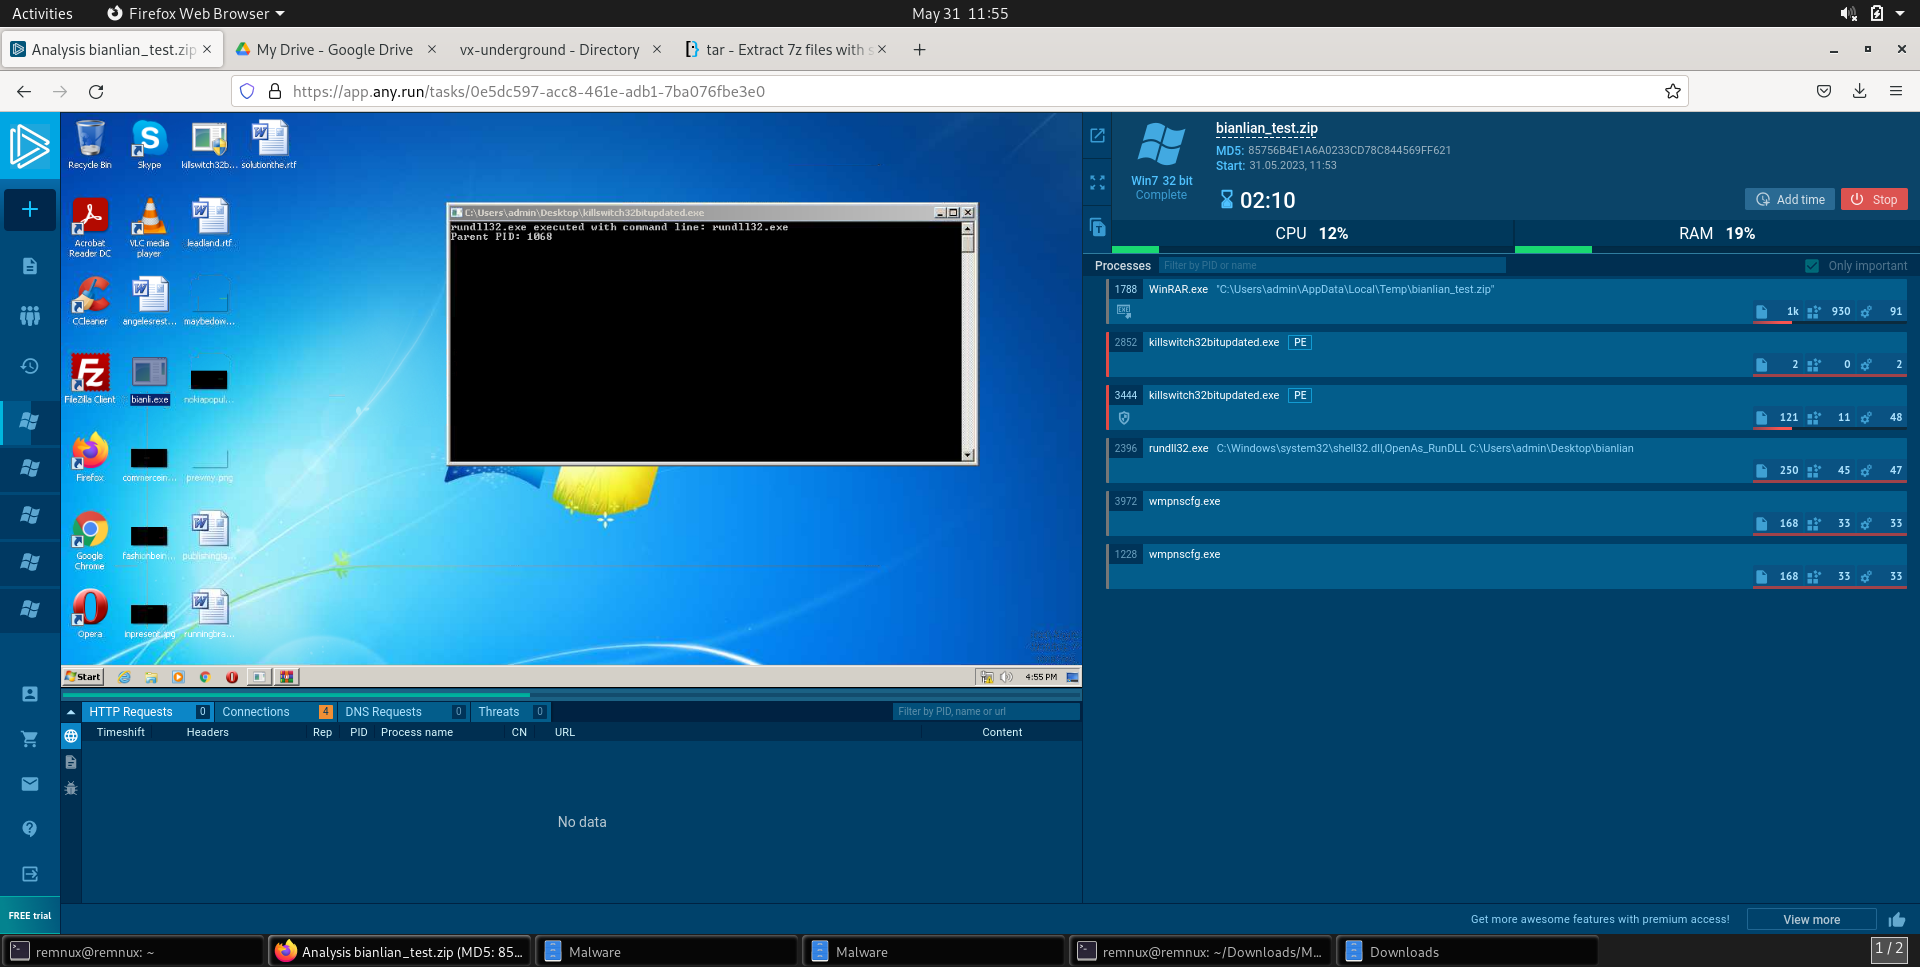 Activities
Firefox Web Browser
May 31 11:55
Analysis bianlian_test.zip
My Drive - Google Drive
vx-underground - Directory
tar - Extract 7z files with s
https://app.any.run/tasks/0e5dc597-acc8-461e-adb1-7ba076fbe3e0
Recycle Bin
Skype
killswitch32b...
solutionthe.rtf
Acrobat Reader DC
VLC media player
leadland.rtf
CCleaner
angelesrest...
maybedow...
FileZilla Client
bianli.exe
nokiapopul...
Firefox
commercein...
prevmy.png
Google Chrome
fashionbein...
publishingla...
Opera
inpresent.jpg
runningbra...
C:\Users\admin\Desktop\killswitch32bitupdated.exe
rundll32.exe executed with command line: rundll32.exe
Parent PID: 1068
Start
4:55 PM
bianlian_test.zip
MD5: 85756B4E1A6A0233CD78C844569FF621
Start: 31.05.2023, 11:53
Win7 32 bit
Complete
02:10
Add time
Stop
CPU 12%
RAM 19%
Processes
Filter by PID or name
Only important
1788 WinRAR.exe "C:\Users\admin\AppData\Local\Temp\bianlian_test.zip"
1k 930 91
2852 killswitch32bitupdated.exe PE
2 0 2
3444 killswitch32bitupdated.exe PE
121 11 48
2396 rundll32.exe C:\Windows\system32\shell32.dll,OpenAs_RunDLL C:\Users\admin\Desktop\bianlian
250 45 47
3972 wmpnscfg.exe
168 33 33
1228 wmpnscfg.exe
168 33 33
HTTP Requests 0
Connections 4
DNS Requests 0
Threats 0
Filter by PID, name or url
Timeshift Headers Rep PID Process name CN URL Content
No data
FREE trial
Get more awesome features with premium access!
View more
remnux@remnux: ~
Analysis bianlian_test.zip (MD5: 85...
Malware
Malware
remnux@remnux: ~/Downloads/M...
Downloads
1 / 2